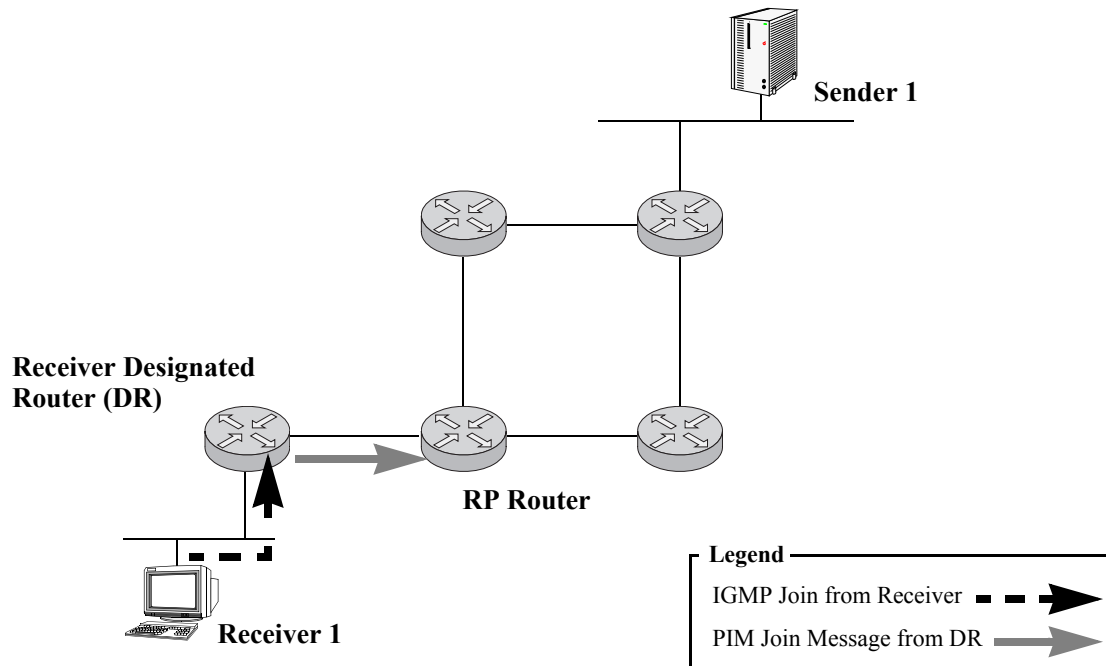 Sender 1
Receiver Designated
Router (DR)
RP Router
Receiver 1
Legend
IGMP Join from Receiver
PIM Join Message from DR